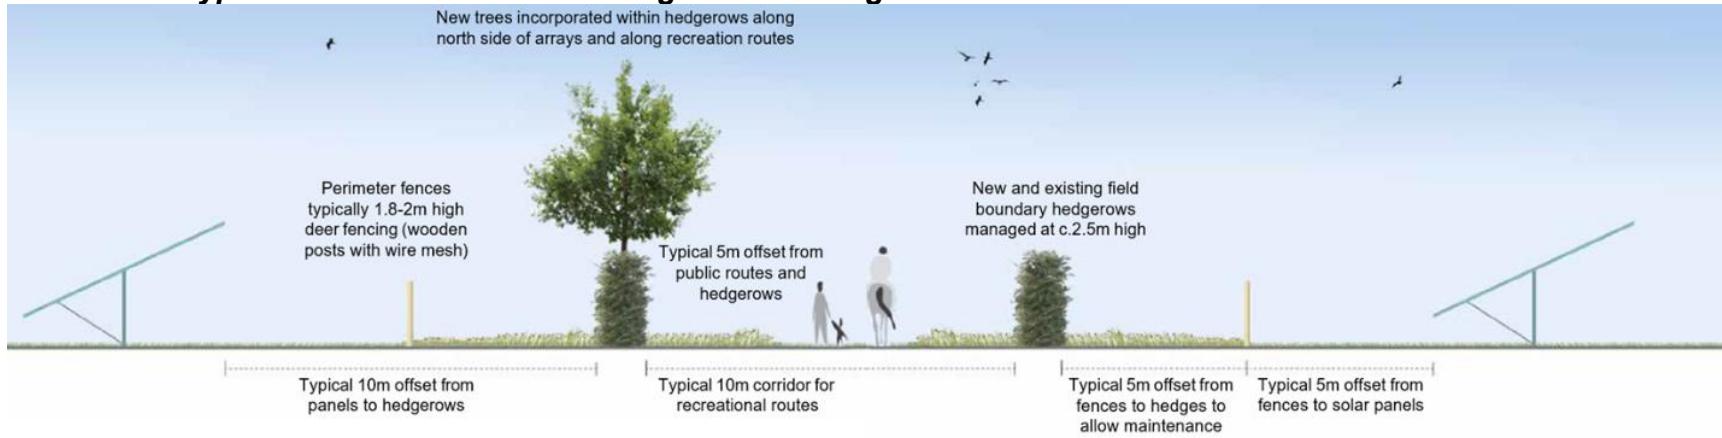 New trees incorporated within hedgerows along
north side of arrays and along recreation routes
Perimeter fences
typically 1.8-2m high
deer fencing (wooden
posts with wire mesh)
Typical 5m offset from
public routes and
hedgerows
New and existing field
boundary hedgerows
managed at c.2.5m high
Typical 10m offset from
panels to hedgerows
Typical 10m corridor for
recreational routes
Typical 5m offset from
fences to hedges to
allow maintenance
Typical 5m offset from
fences to solar panels